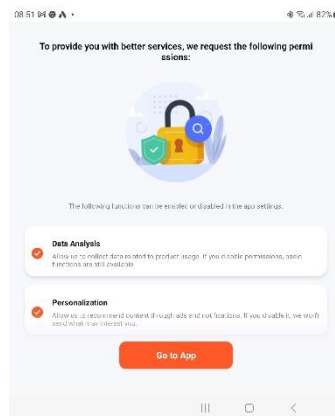 08:51
82%
To provide you with better services, we request the following permi
ssions:
The following functions can be enabled or disabled in the app settings.
Data Analysis
Allow us to collect data related to product usage. If you disable permissions, basic
functions are still available.
Personalization
Allow us to recommend content through ads and notifications. If you disable it, we won't
send what may interest you.
Go to App